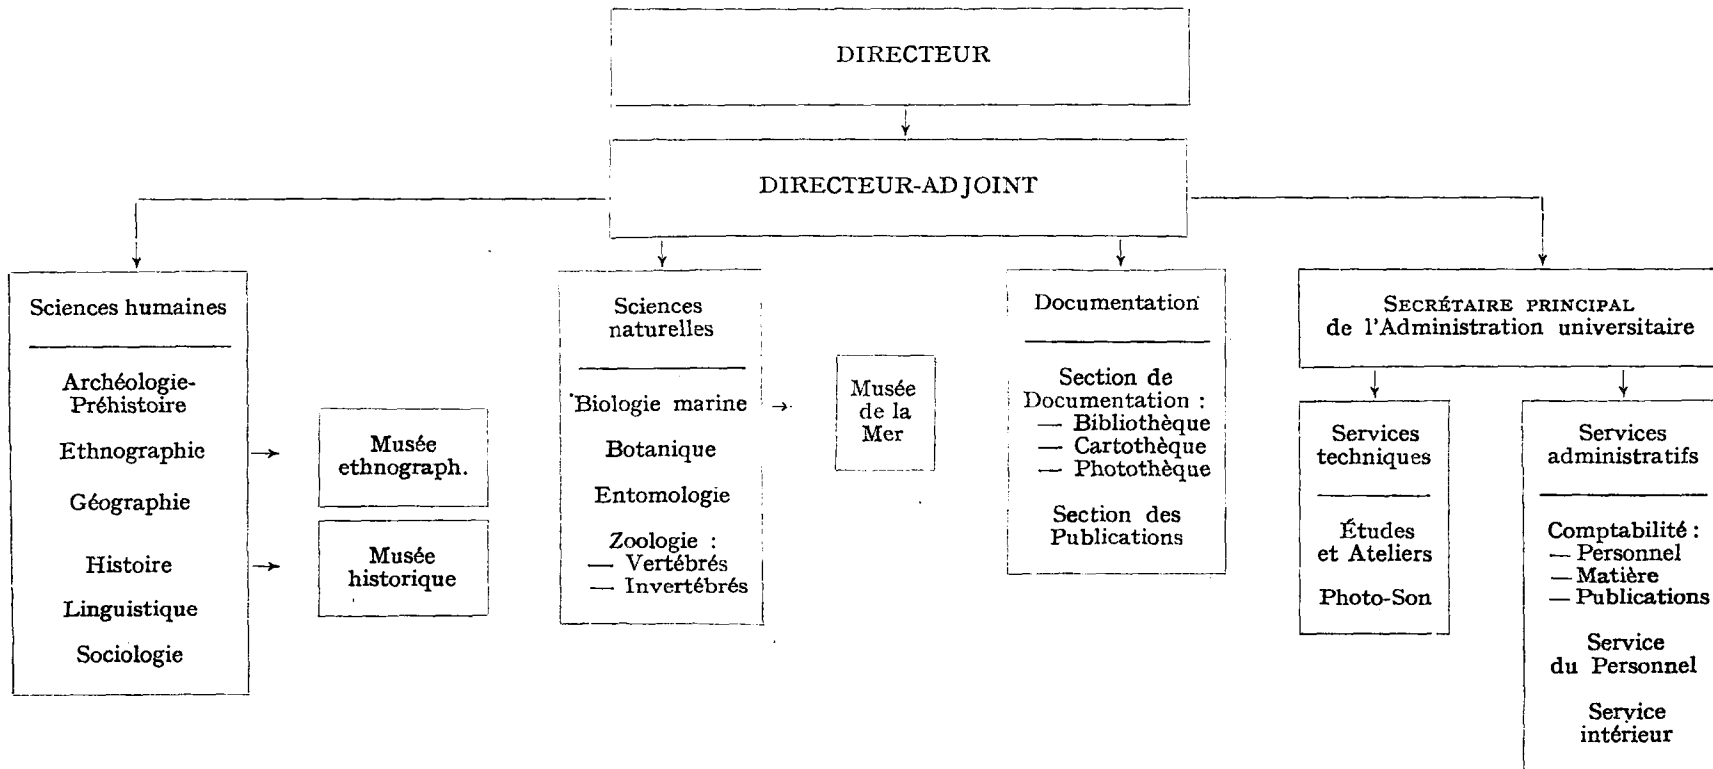 DIRECTEUR
DIRECTEUR-ADJOINT
Sciences humaines
Archéologie-
Préhistoire
Ethnographie
Géographie
Histoire
Linguistique
Sociologie
Musée
ethnograph.
Musée
historique
Sciences
naturelles
Biologie marine
Botanique
Entomologie
Zoologie :
— Vertébrés
— Invertébrés
Musée
de la
Mer
Documentation
Section de
Documentation :
— Bibliothèque
— Cartothèque
— Photothèque
Section des
Publications
SECRÉTAIRE PRINCIPAL
de l'Administration universitaire
Services
techniques
Études
et Ateliers
Photo-Son
Services
administratifs
Comptabilité :
— Personnel
— Matière
— Publications
Service
du Personnel
Service
intérieur